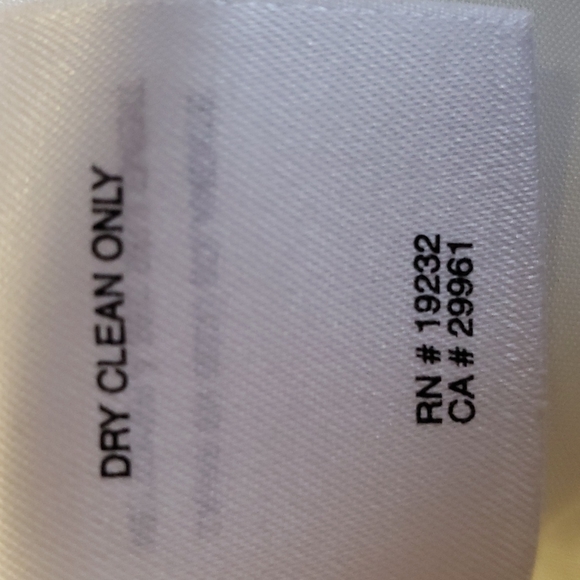 DRY CLEAN ONLY
RN # 19232
CA # 29961